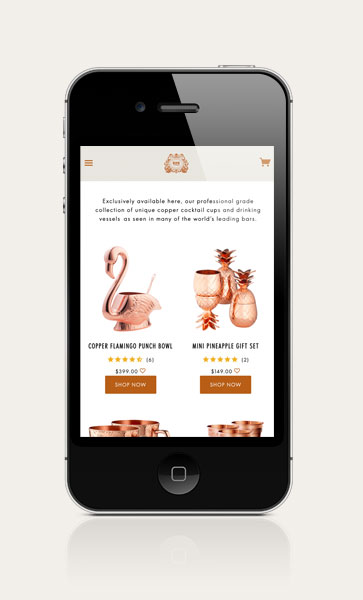 Exclusively available here, our professional grade
collection of unique copper cocktail cups and drinking
vessels as seen in many of the world's leading bars.
COPPER FLAMINGO PUNCH BOWL
(6)
$399.00
SHOP NOW
MINI PINEAPPLE GIFT SET
(2)
$149.00
SHOP NOW